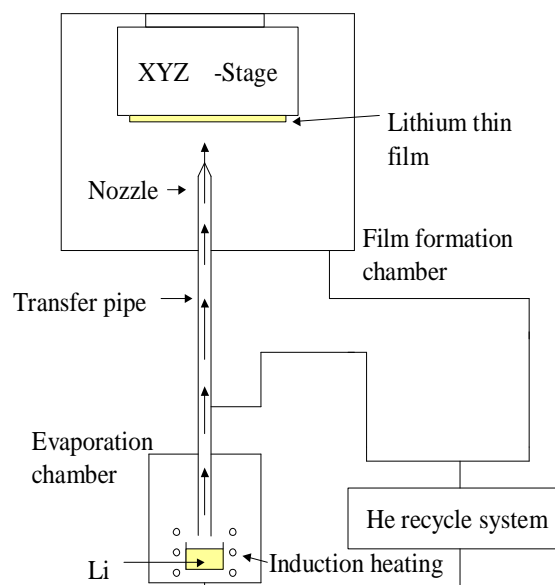 XYZ -Stage
Lithium thin
film
Nozzle
Film formation
chamber
Transfer pipe
Evaporation
chamber
He recycle system
Induction heating
Li